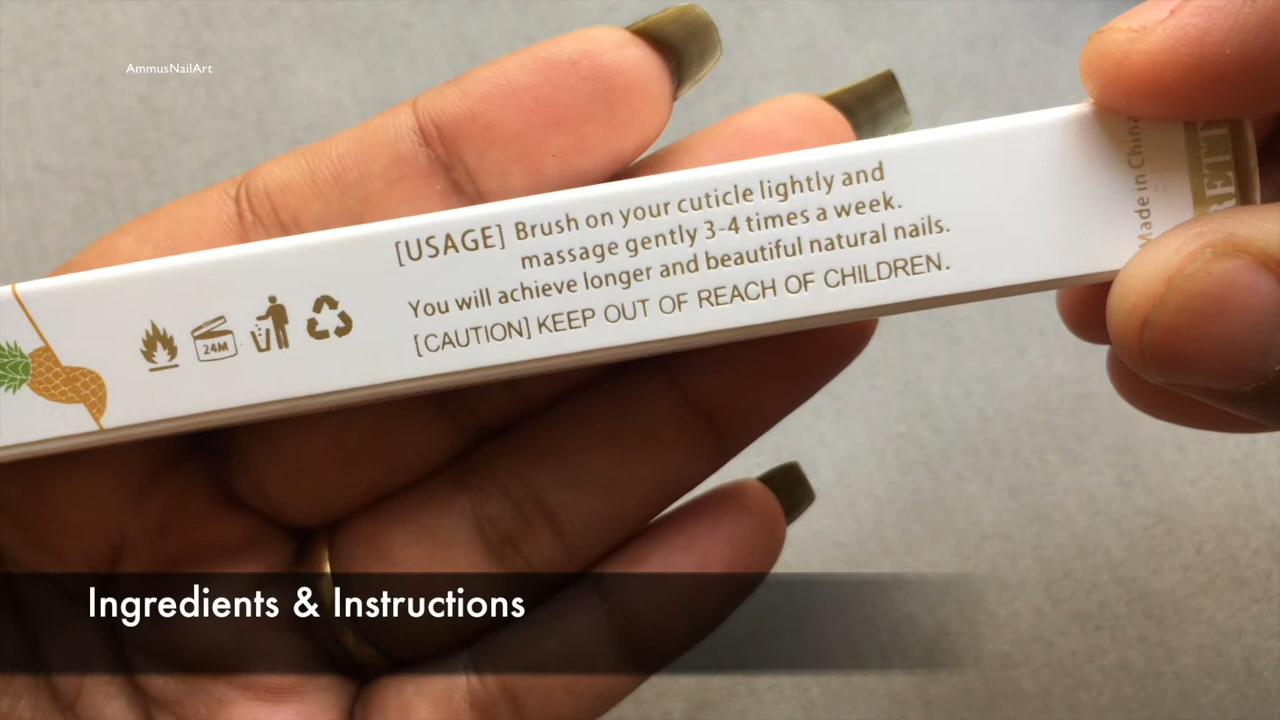 AmmusNailArt
[USAGE] Brush on your cuticle lightly and
massage gently 3-4 times a week.
You will achieve longer and beautiful natural nails.
[CAUTION] KEEP OUT OF REACH OF CHILDREN.
24M
Made in China
Ingredients & Instructions